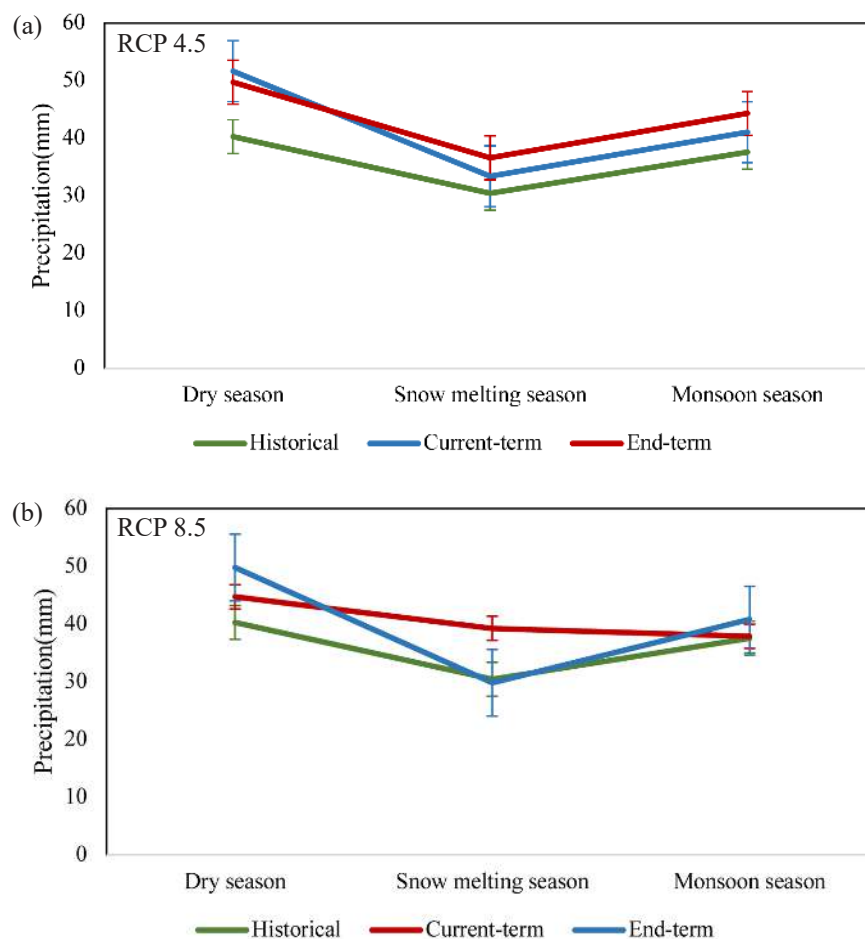 (a)
RCP 4.5
Precipitation(mm)
60
50
40
30
20
10
0
Dry season Snow melting season Monsoon season
Historical Current-term End-term
(b)
RCP 8.5
Precipitation(mm)
60
50
40
30
20
10
0
Dry season Snow melting season Monsoon season
Historical Current-term End-term